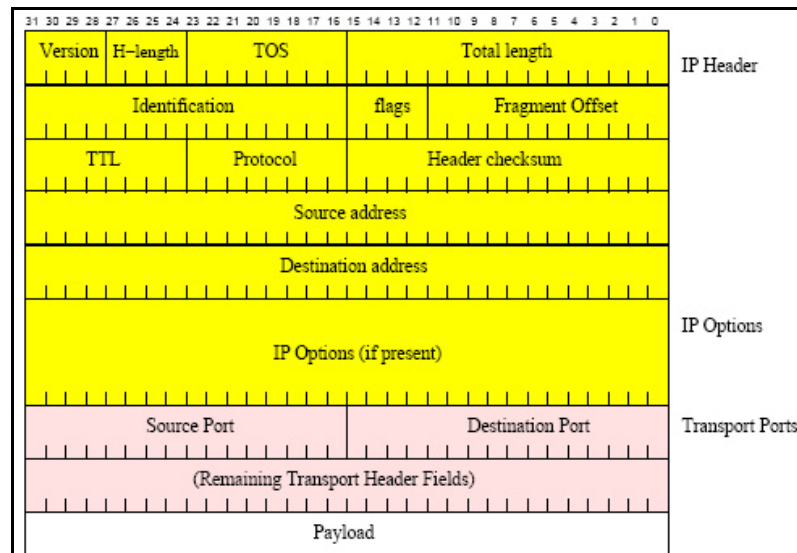 31 30 29 28 27 26 25 24 23 22 21 20 19 18 17 16 15 14 13 12 11 10 9 8 7 6 5 4 3 2 1 0
Version H-length TOS Total length IP Header
Identification flags Fragment Offset
TTL Protocol Header checksum
Source address
Destination address
IP Options (if present) IP Options
Source Port Destination Port Transport Ports
(Remaining Transport Header Fields)
Payload